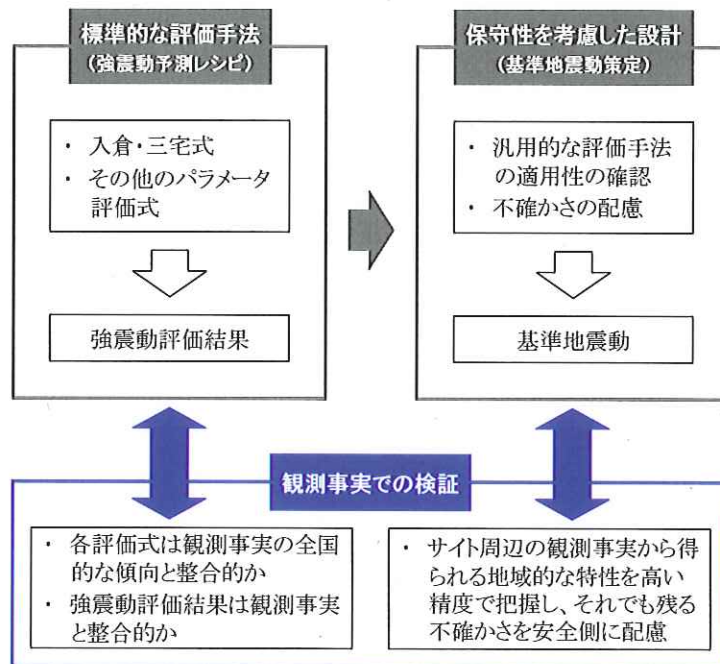 標準的な評価手法
(強震動予測レシピ)
・ 入倉・三宅式
・ その他のパラメータ
評価式
強震動評価結果
保守性を考慮した設計
(基準地震動策定)
・ 汎用的な評価手法
の適用性の確認
・ 不確かさの配慮
基準地震動
観測事実での検証
・ 各評価式は観測事実の全国
的な傾向と整合的か
・ 強震動評価結果は観測事実
と整合的か
・ サイト周辺の観測事実から得
られる地域的な特性を高い
精度で把握し、それでも残る
不確かさを安全側に配慮